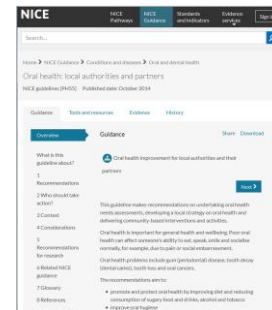 NICE
NICE Pathways
NICE Guidance
Standards and indicators
Evidence services
Sign
Search...
Home > NICE Guidance > Conditions and diseases > Oral and dental health
Oral health: local authorities and partners
NICE guidelines [PH55] Published date: October 2014
Guidance Tools and resources Evidence History
Overview
What is this guideline about?
1 Recommendations
2 Who should take action?
3 Context
4 Considerations
5 Recommendations for research
6 Related NICE guidance
7 Glossary
8 References
Guidance Share Download
Oral health improvement for local authorities and their
partners
Next >
This guideline makes recommendations on undertaking oral health
needs assessments, developing a local strategy on oral health and
delivering community-based interventions and activities.
Oral health is important for general health and wellbeing. Poor oral
health can affect someone's ability to eat, speak, smile and socialise
normally, for example, due to pain or social embarrassment.
Oral health problems include gum (periodontal) disease, tooth decay
(dental caries), tooth loss and oral cancers.
The recommendations aim to:
• promote and protect oral health by improving diet and reducing
consumption of sugary food and drinks, alcohol and tobacco
• improve oral hygiene